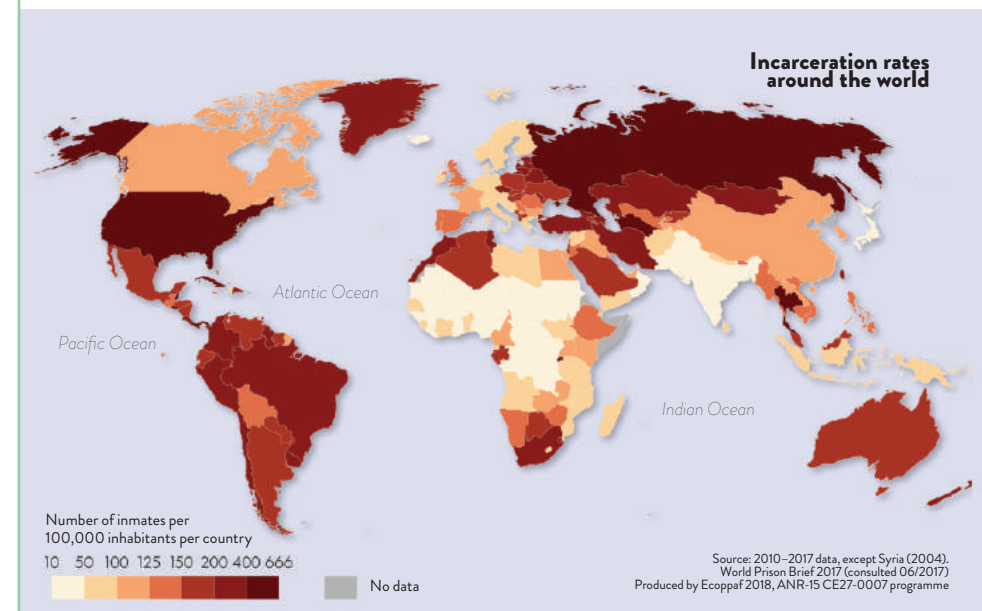 Incarceration rates
around the world
Atlantic Ocean
Pacific Ocean
Indian Ocean
Number of inmates per
100,000 inhabitants per country
10 50 100 125 150 200 400 666
No data
Source: 2010–2017 data, except Syria (2004).
World Prison Brief 2017 (consulted 06/2017)
Produced by Ecoppaf 2018, ANR-15 CE27-0007 programme